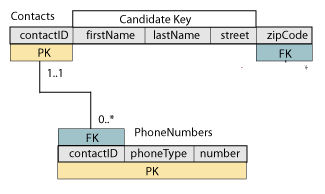 Contacts
Candidate Key
contactID firstName lastName street zipCode
PK FK
1..1
0..*
FK PhoneNumbers
contactID phoneType number
PK